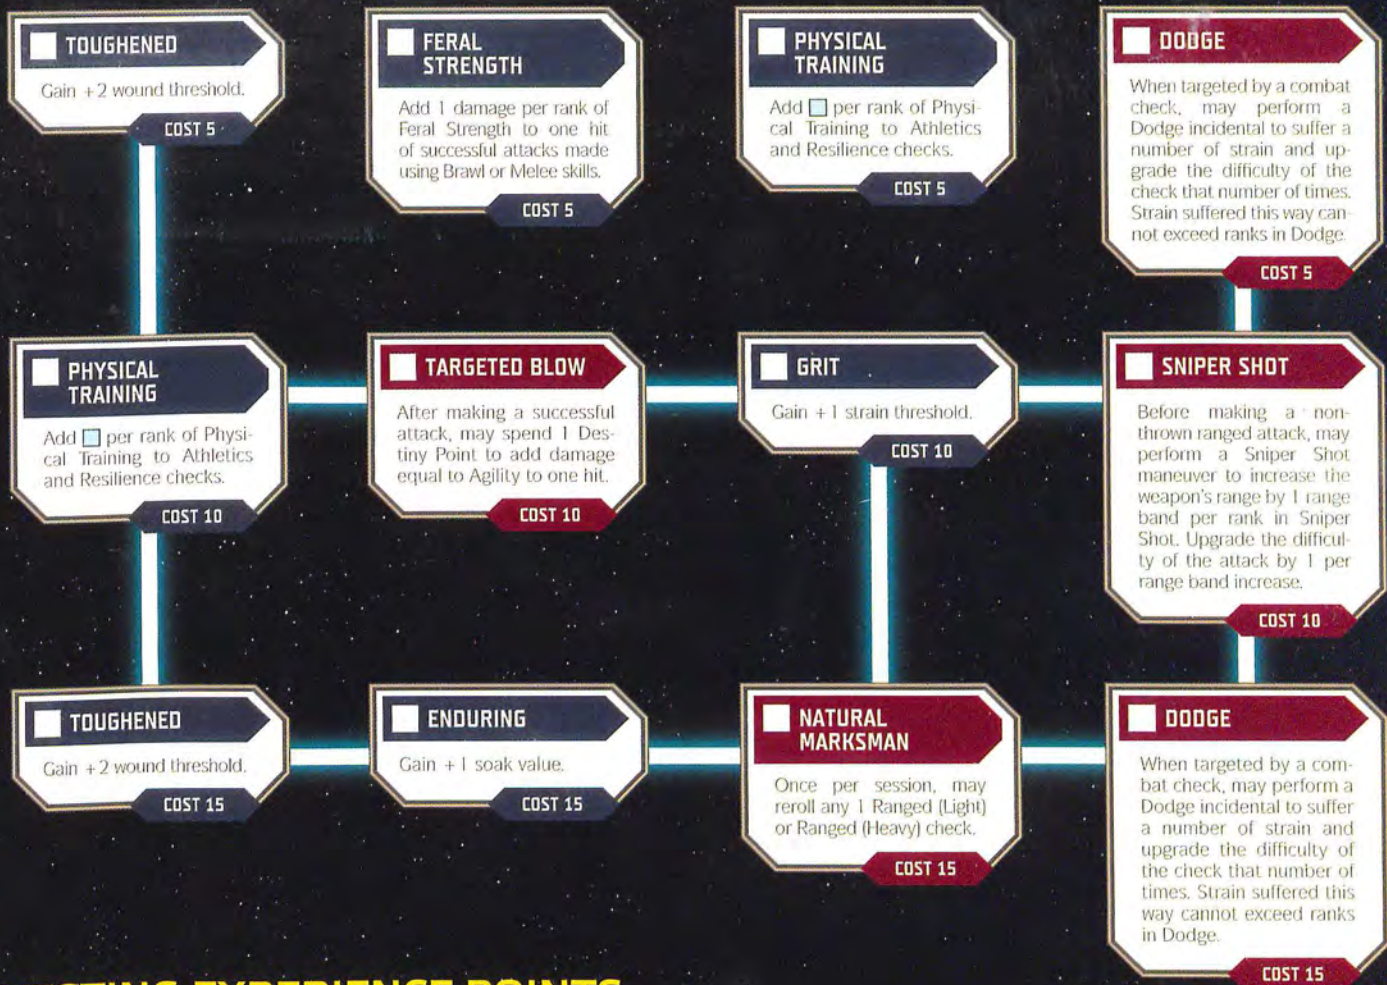 TOUGHENED
Gain +2 wound threshold.
COST 5
FERAL
STRENGTH
Add 1 damage per rank of
Feral Strength to one hit
of successful attacks made
using Brawl or Melee skills.
COST 5
PHYSICAL
TRAINING
Add per rank of Physi-
cal Training to Athletics
and Resilience checks.
COST 5
DODGE
When targeted by a combat
check, may perform a
Dodge incidental to suffer a
number of strain and up-
grade the difficulty of the
check that number of times.
Strain suffered this way can-
not exceed ranks in Dodge.
COST 5
PHYSICAL
TRAINING
Add per rank of Physi-
cal Training to Athletics
and Resilience checks.
COST 10
TARGETED BLOW
After making a successful
attack, may spend 1 Des-
tiny Point to add damage
equal to Agility to one hit.
COST 10
GRIT
Gain +1 strain threshold.
COST 10
SNIPER SHOT
Before making a non-
thrown ranged attack, may
perform a Sniper Shot
maneuver to increase the
weapon's range by 1 range
band per rank in Sniper
Shot. Upgrade the difficul-
ty of the attack by 1 per
range band increase.
COST 10
TOUGHENED
Gain +2 wound threshold.
COST 15
ENDURING
Gain +1 soak value.
COST 15
NATURAL
MARKSMAN
Once per session, may
reroll any 1 Ranged (Light)
or Ranged (Heavy) check.
COST 15
DODGE
When targeted by a com-
bat check, may perform a
Dodge incidental to suffer
a number of strain and
upgrade the difficulty of
the check that number of
times. Strain suffered this
way cannot exceed ranks
in Dodge.
COST 15
EXPERIENCE POINTS